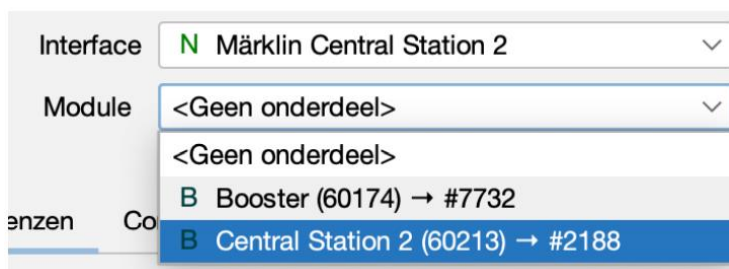 Interface N Märklin Central Station 2
Module <Geen onderdeel>
<Geen onderdeel>
B Booster (60174) → #7732
enzen Co
B Central Station 2 (60213) → #2188